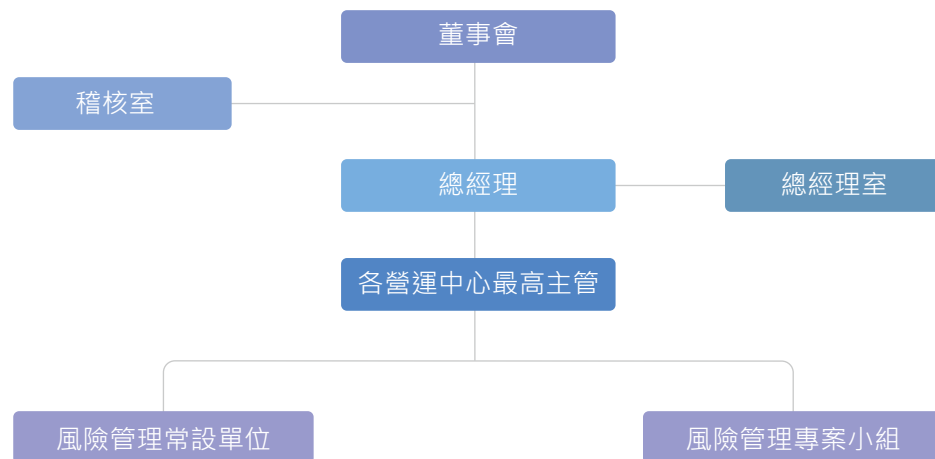 董事會
稽核室
總經理
總經理室
各營運中心最高主管
風險管理常設單位
風險管理專案小組